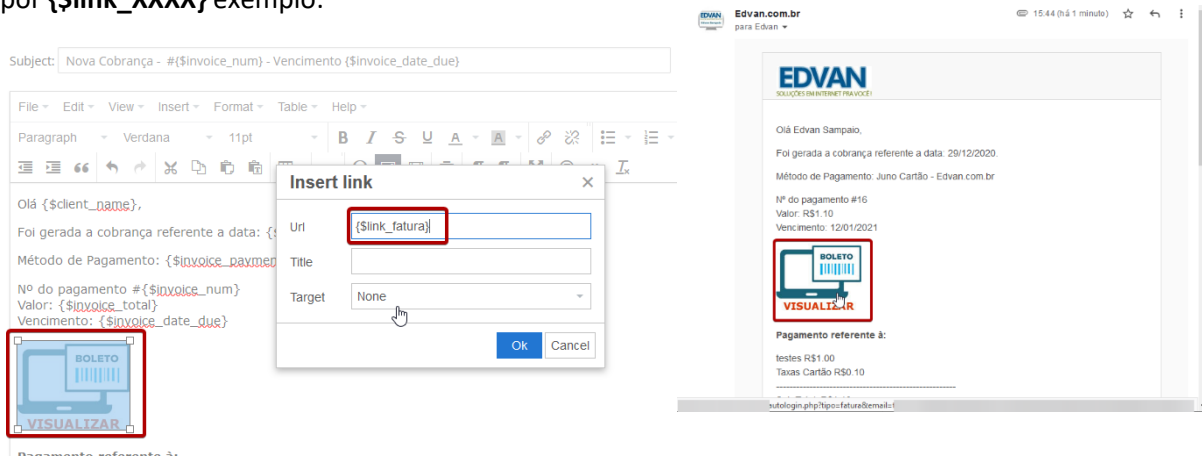 por {$link_XXXX} exemplo:
Subject: Nova Cobrança - #{$invoice_num} - Vencimento {$invoice_date_due}
File Edit View Insert Format Table Help
Paragraph Verdana 11pt B I S U A A
Olá {$client_name},
Foi gerada a cobrança referente a data: {$
Método de Pagamento: {$invoice_paymen
Nº do pagamento #{$invoice_num}
Valor: {$invoice_total}
Vencimento: {$invoice_date_due}
BOLETO
VISUALIZAR
Pagamento referente à:
Insert link ×
Url {$link_fatura}
Title
Target None
Ok Cancel
EDVAN Edvan.com.br 15:44 (há 1 minuto)
para Edvan
EDVAN
SOLUÇÕES EM INTERNET PRA VOCÊ!
Olá Edvan Sampaio,
Foi gerada a cobrança referente a data: 29/12/2020.
Método de Pagamento: Juno Cartão - Edvan.com.br
Nº do pagamento #16
Valor: R$1.10
Vencimento: 12/01/2021
BOLETO
VISUALIZAR
Pagamento referente à:
testes R$1.00
Taxas Cartão R$0.10
------------------------------------------------------
autologin.php?tipo=fatura&email=